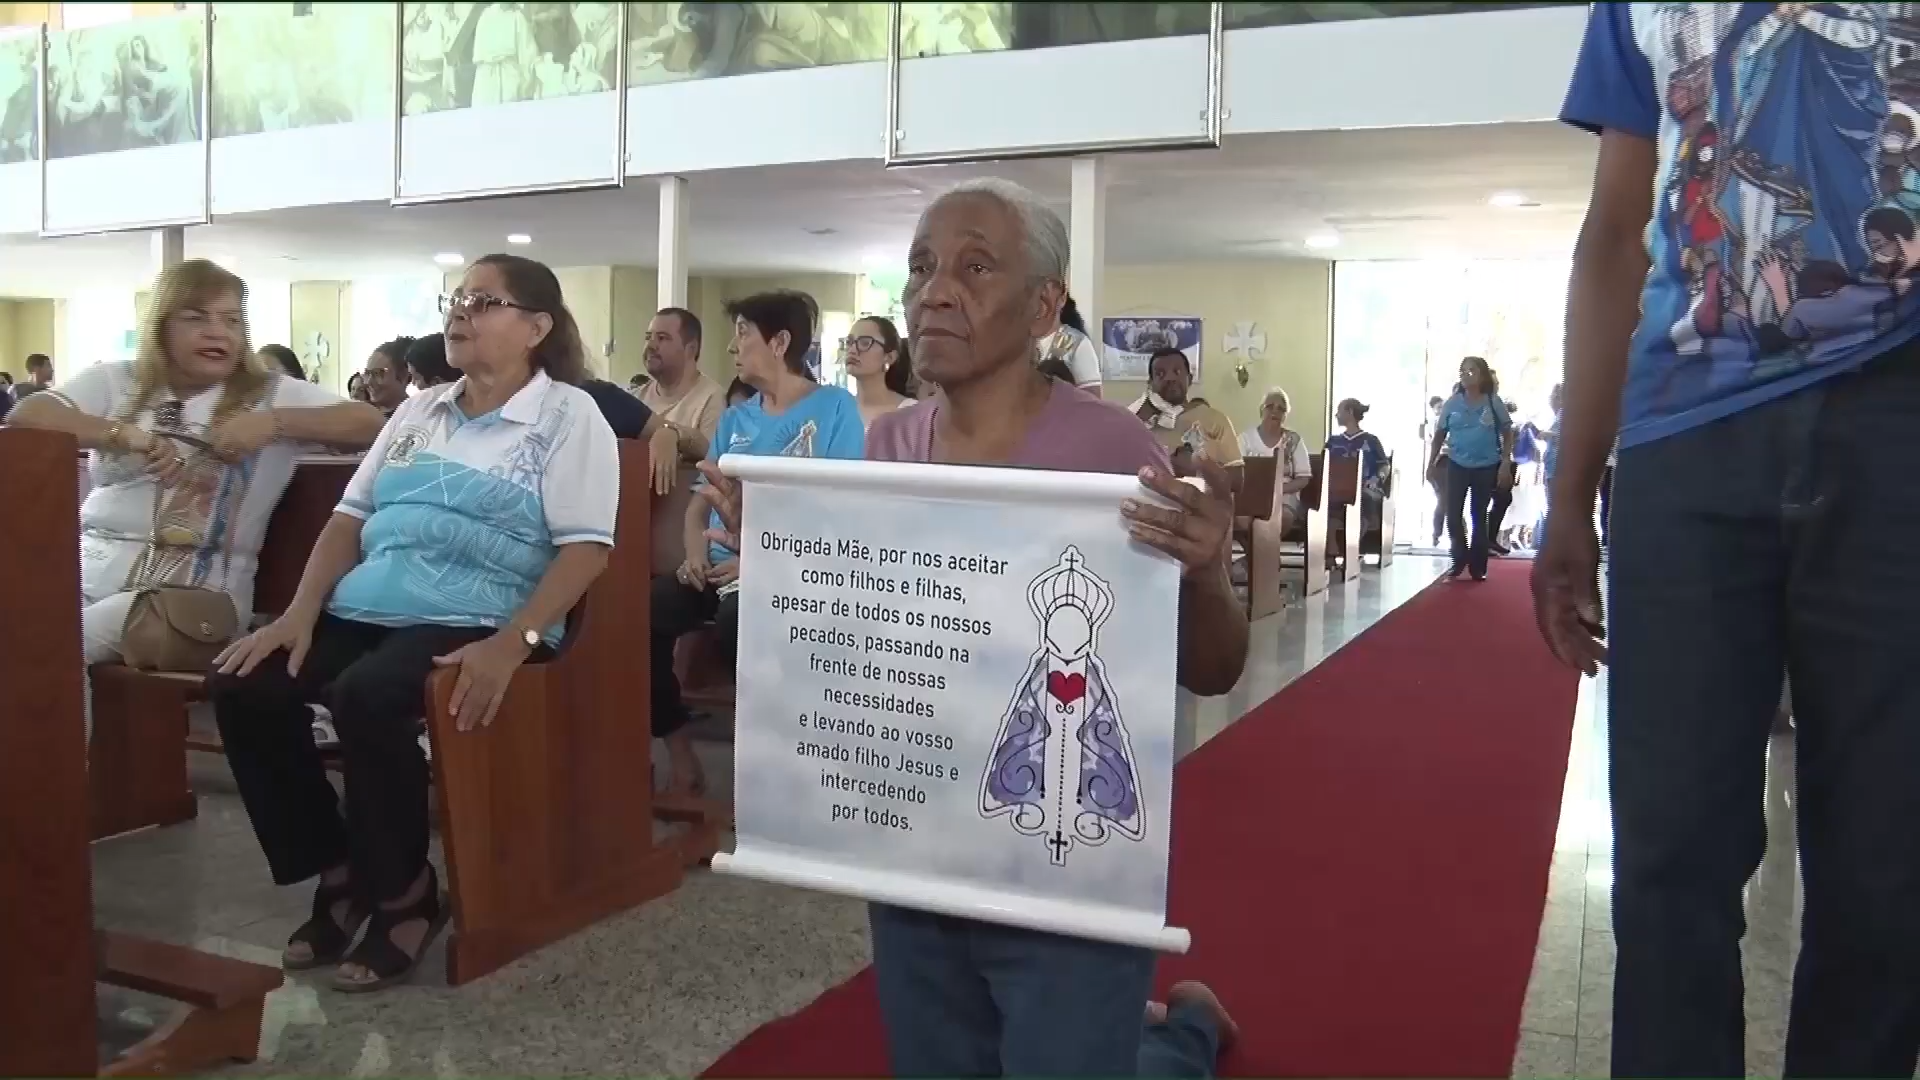 Obrigada Mãe, por nos aceitar
como filhos e filhas,
apesar de todos os nossos
pecados, passando na
frente de nossas
necessidades
e levando ao vosso
amado filho Jesus e
intercedendo
por todos.